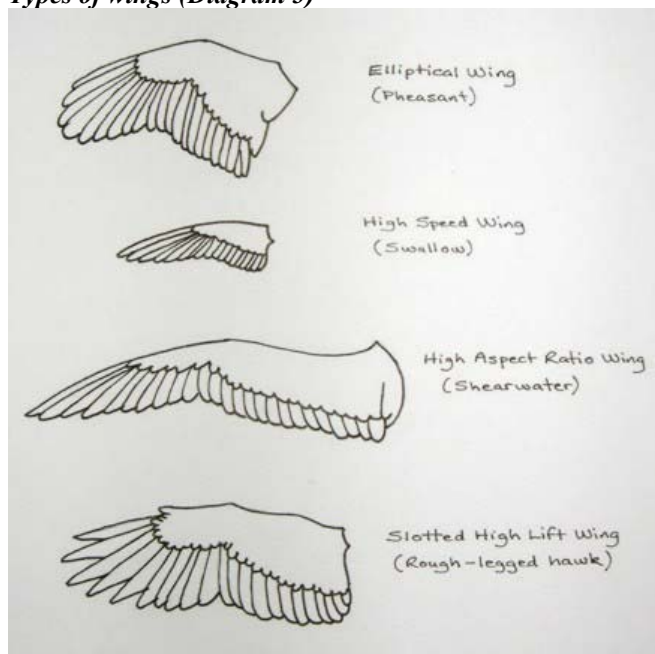 Types of wings (Diagram 3)
Elliptical Wing
(Pheasant)
High Speed Wing
(Swallow)
High Aspect Ratio Wing
(Shearwater)
Slotted High Lift Wing
(Rough-legged hawk)